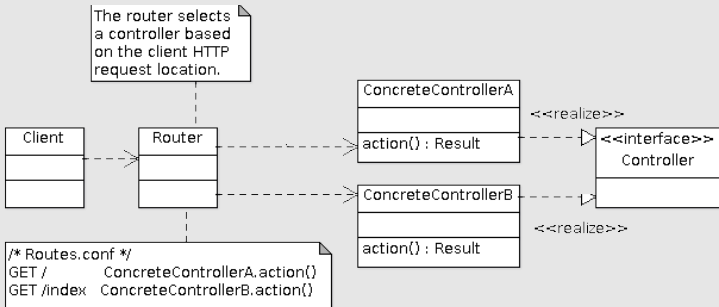 The router selects
a controller based
on the client HTTP
request location.
ConcreteControllerA
<<realize>>
Client
Router
action() : Result
<<interface>>
Controller
ConcreteControllerB
<<realize>>
action() : Result
/* Routes.conf */
GET / ConcreteControllerA.action()
GET /index ConcreteControllerB.action()